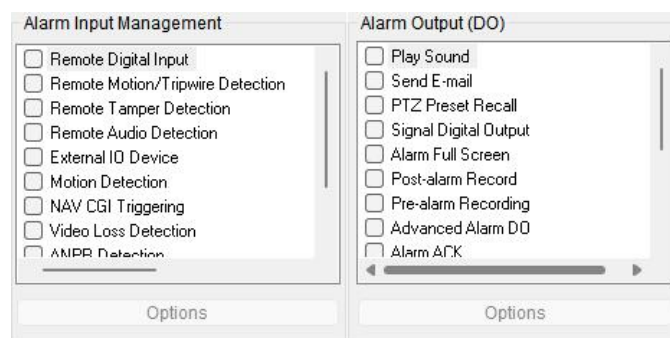 Alarm Input Management
Remote Digital Input
Remote Motion/Tripwire Detection
Remote Tamper Detection
Remote Audio Detection
External IO Device
Motion Detection
NAV CGI Triggering
Video Loss Detection
ANPR Detection
Options
Alarm Output (DO)
Play Sound
Send E-mail
PTZ Preset Recall
Signal Digital Output
Alarm Full Screen
Post-alarm Record
Pre-alarm Recording
Advanced Alarm DO
Alarm ACK
Options